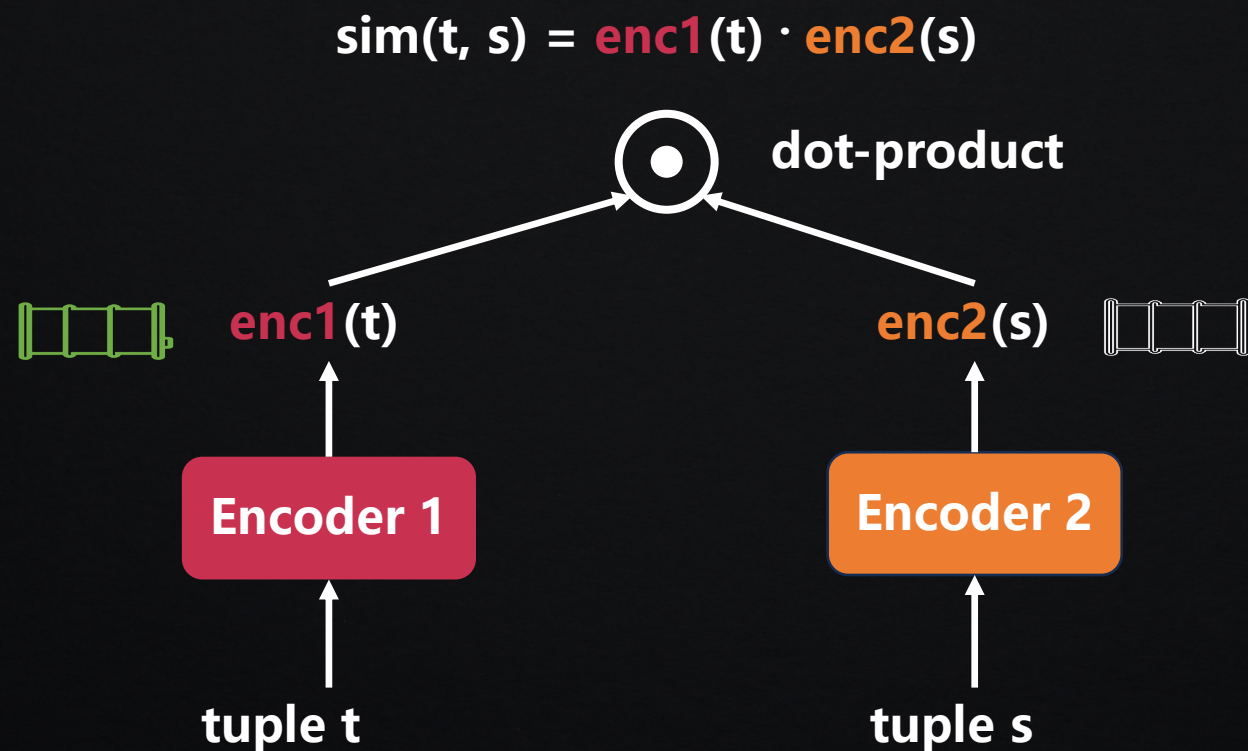 sim(t, s) = enc1(t) · enc2(s)
dot-product
enc1(t)
enc2(s)
Encoder 1
Encoder 2
tuple t
tuple s